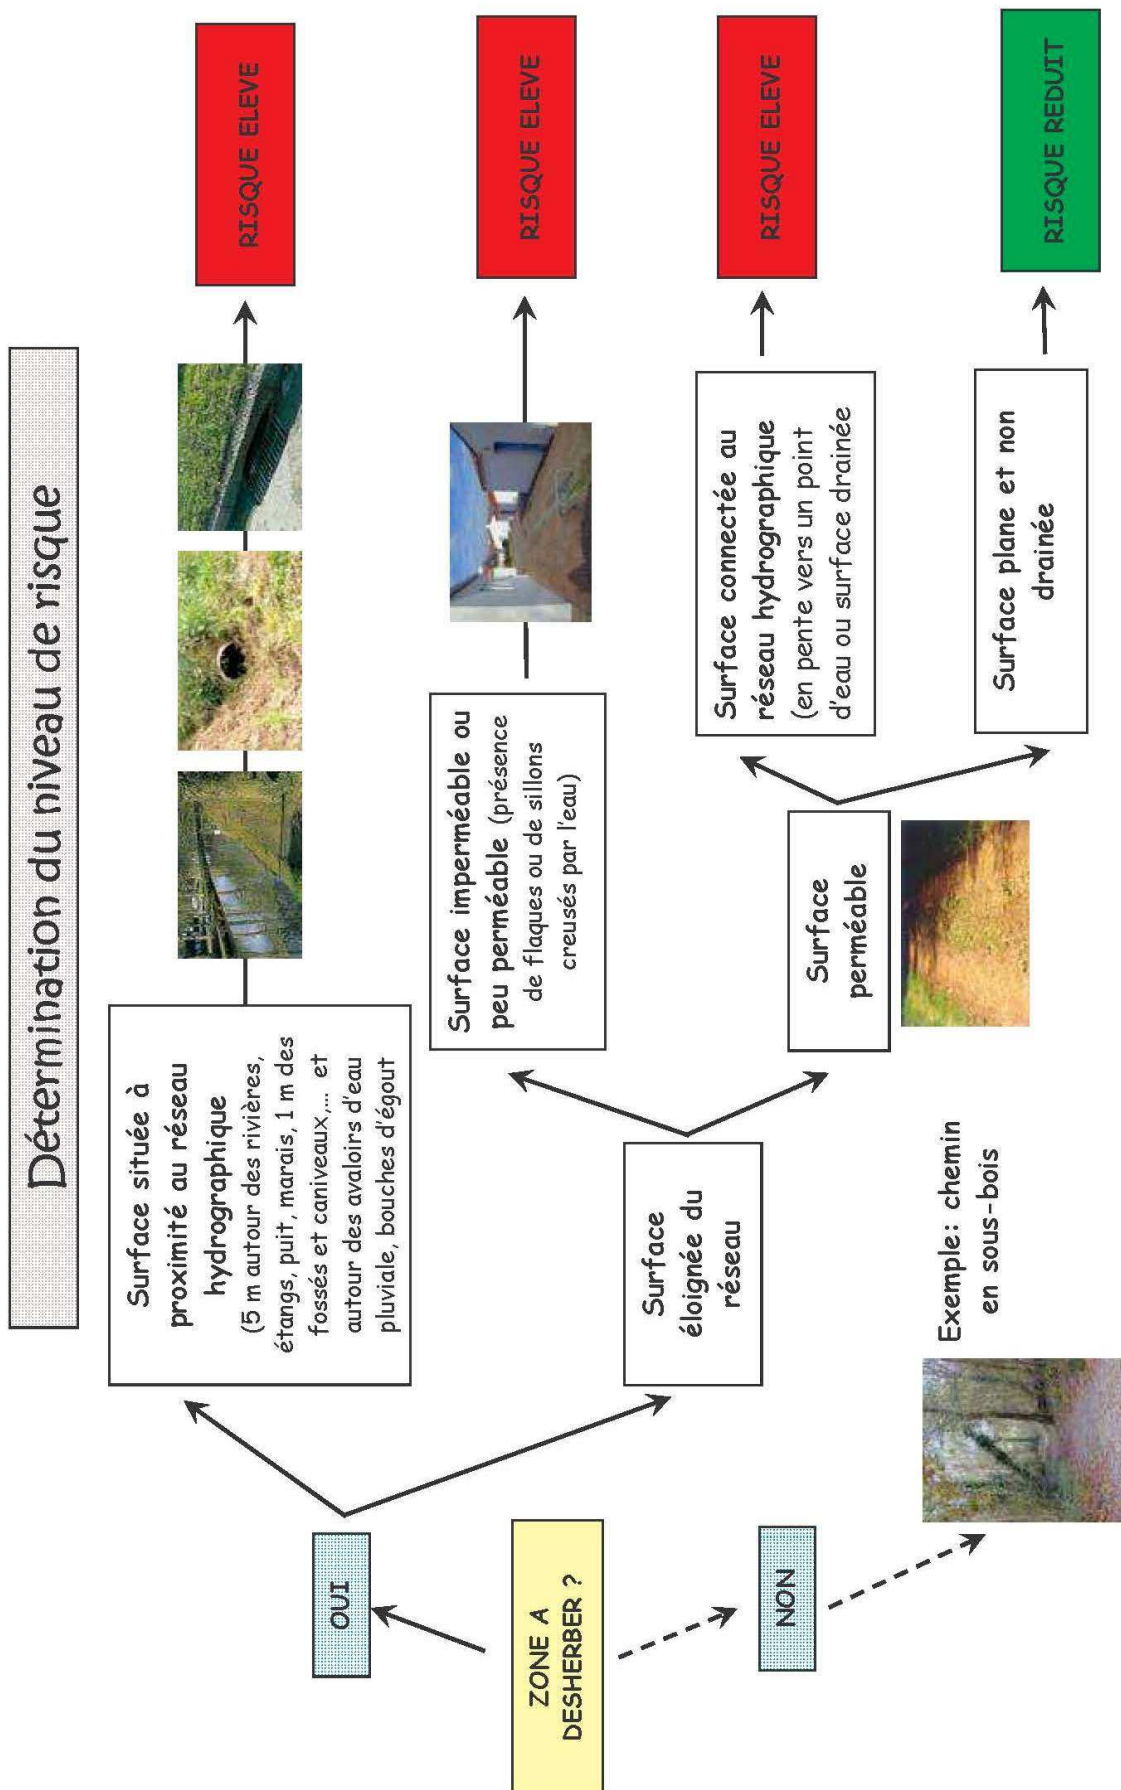 Détermination du niveau de risque
ZONE A
DESHERBER ?
OUI
NON
Surface située à
proximité au réseau
hydrographique
(5 m autour des rivières,
étangs, puit, marais, 1 m des
fossés et caniveaux,... et
autour des avaloirs d'eau
pluviale, bouches d'égout
RISQUE ELEVE
Surface
éloignée du
réseau
Surface imperméable ou
peu perméable (présence
de flaques ou de sillons
creusés par l'eau)
RISQUE ELEVE
Surface
perméable
Surface connectée au
réseau hydrographique
(en pente vers un point
d'eau ou surface drainée
RISQUE ELEVE
Surface plane et non
drainée
RISQUE REDUIT
Exemple: chemin
en sous-bois